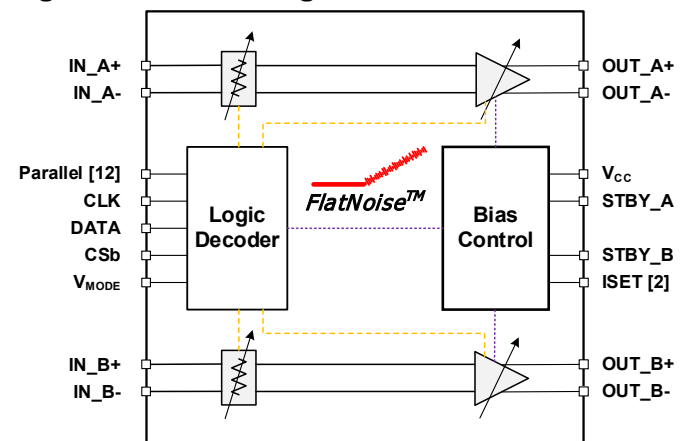 IN_A+
IN_A-
OUT_A+
OUT_A-
Parallel [12]
CLK
DATA
CSb
VMODE
Logic
Decoder
FlatNoise™
Bias
Control
VCC
STBY_A
STBY_B
ISET [2]
IN_B+
IN_B-
OUT_B+
OUT_B-